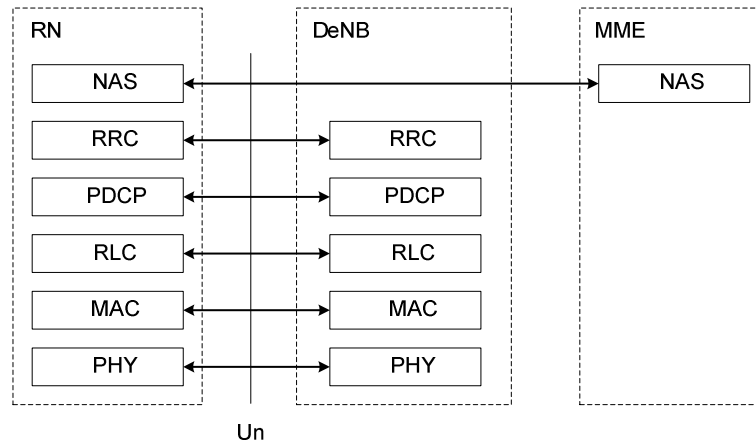 RN DeNB MME
NAS NAS
RRC RRC
PDCP PDCP
RLC RLC
MAC MAC
PHY PHY
Un